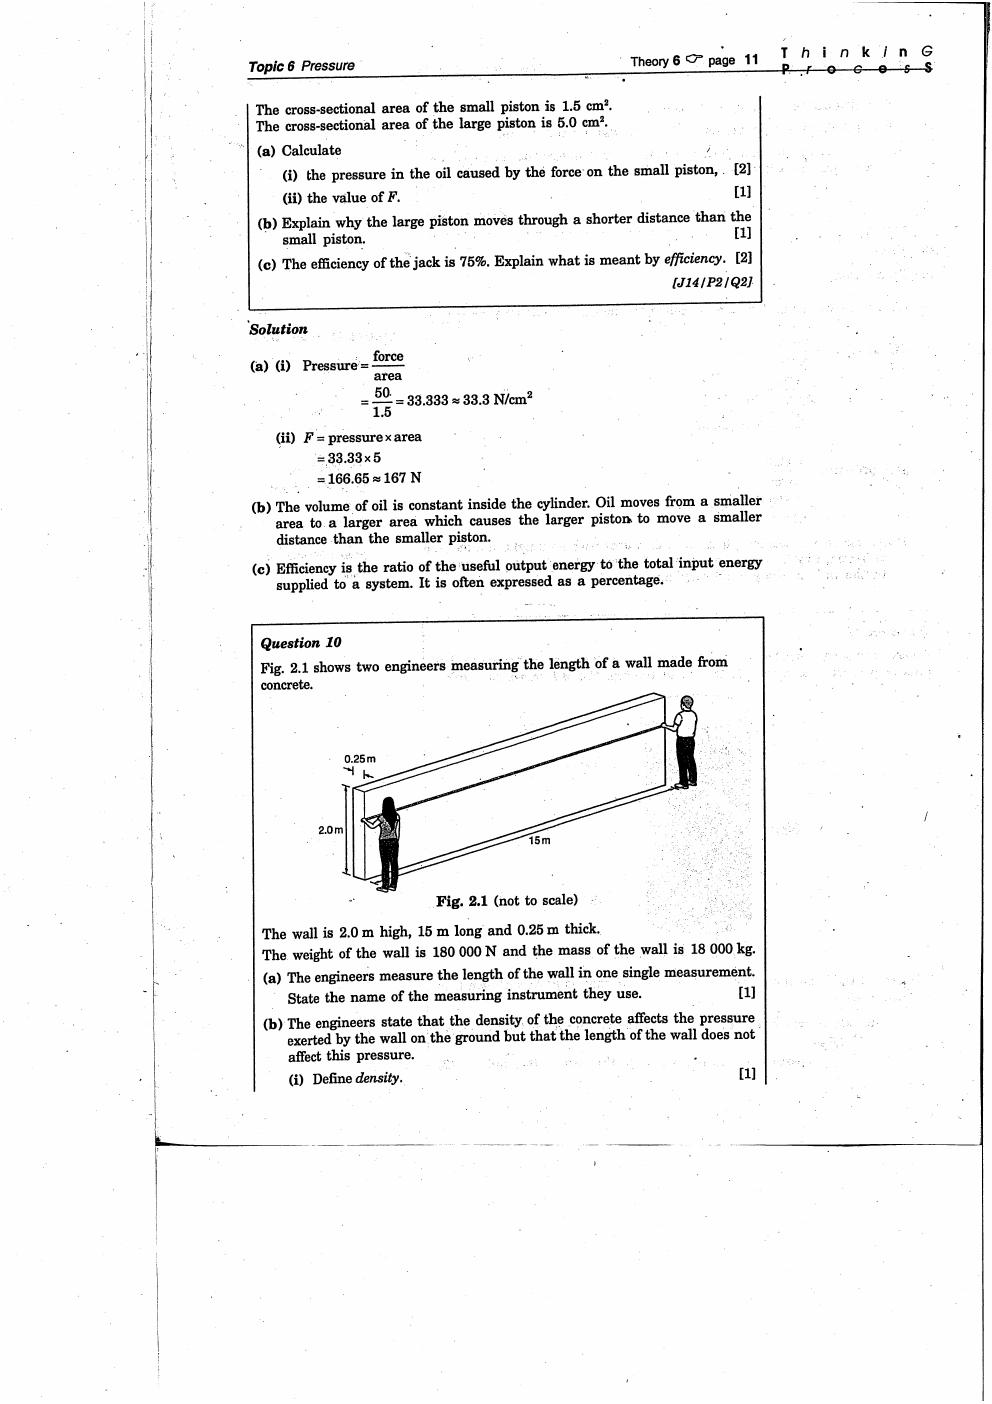 Topic 6 Pressure
Theory 6 ☞ page 11
T h i n k i n G
P r o c e s S
The cross-sectional area of the small piston is 1.5 cm².
The cross-sectional area of the large piston is 5.0 cm².
(a) Calculate
(i) the pressure in the oil caused by the force on the small piston, [2]
(ii) the value of F. [1]
(b) Explain why the large piston moves through a shorter distance than the
small piston. [1]
(c) The efficiency of the jack is 75%. Explain what is meant by efficiency. [2]
[J14/P2/Q2]
Solution
(a) (i) Pressure = force / area
= 50 / 1.5 = 33.333 ≈ 33.3 N/cm²
(ii) F = pressure × area
= 33.33 × 5
= 166.65 ≈ 167 N
(b) The volume of oil is constant inside the cylinder. Oil moves from a smaller
area to a larger area which causes the larger piston to move a smaller
distance than the smaller piston.
(c) Efficiency is the ratio of the useful output energy to the total input energy
supplied to a system. It is often expressed as a percentage.
Question 10
Fig. 2.1 shows two engineers measuring the length of a wall made from
concrete.
0.25 m
2.0 m
15 m
Fig. 2.1 (not to scale)
The wall is 2.0 m high, 15 m long and 0.25 m thick.
The weight of the wall is 180 000 N and the mass of the wall is 18 000 kg.
(a) The engineers measure the length of the wall in one single measurement.
State the name of the measuring instrument they use. [1]
(b) The engineers state that the density of the concrete affects the pressure
exerted by the wall on the ground but that the length of the wall does not
affect this pressure.
(i) Define density. [1]